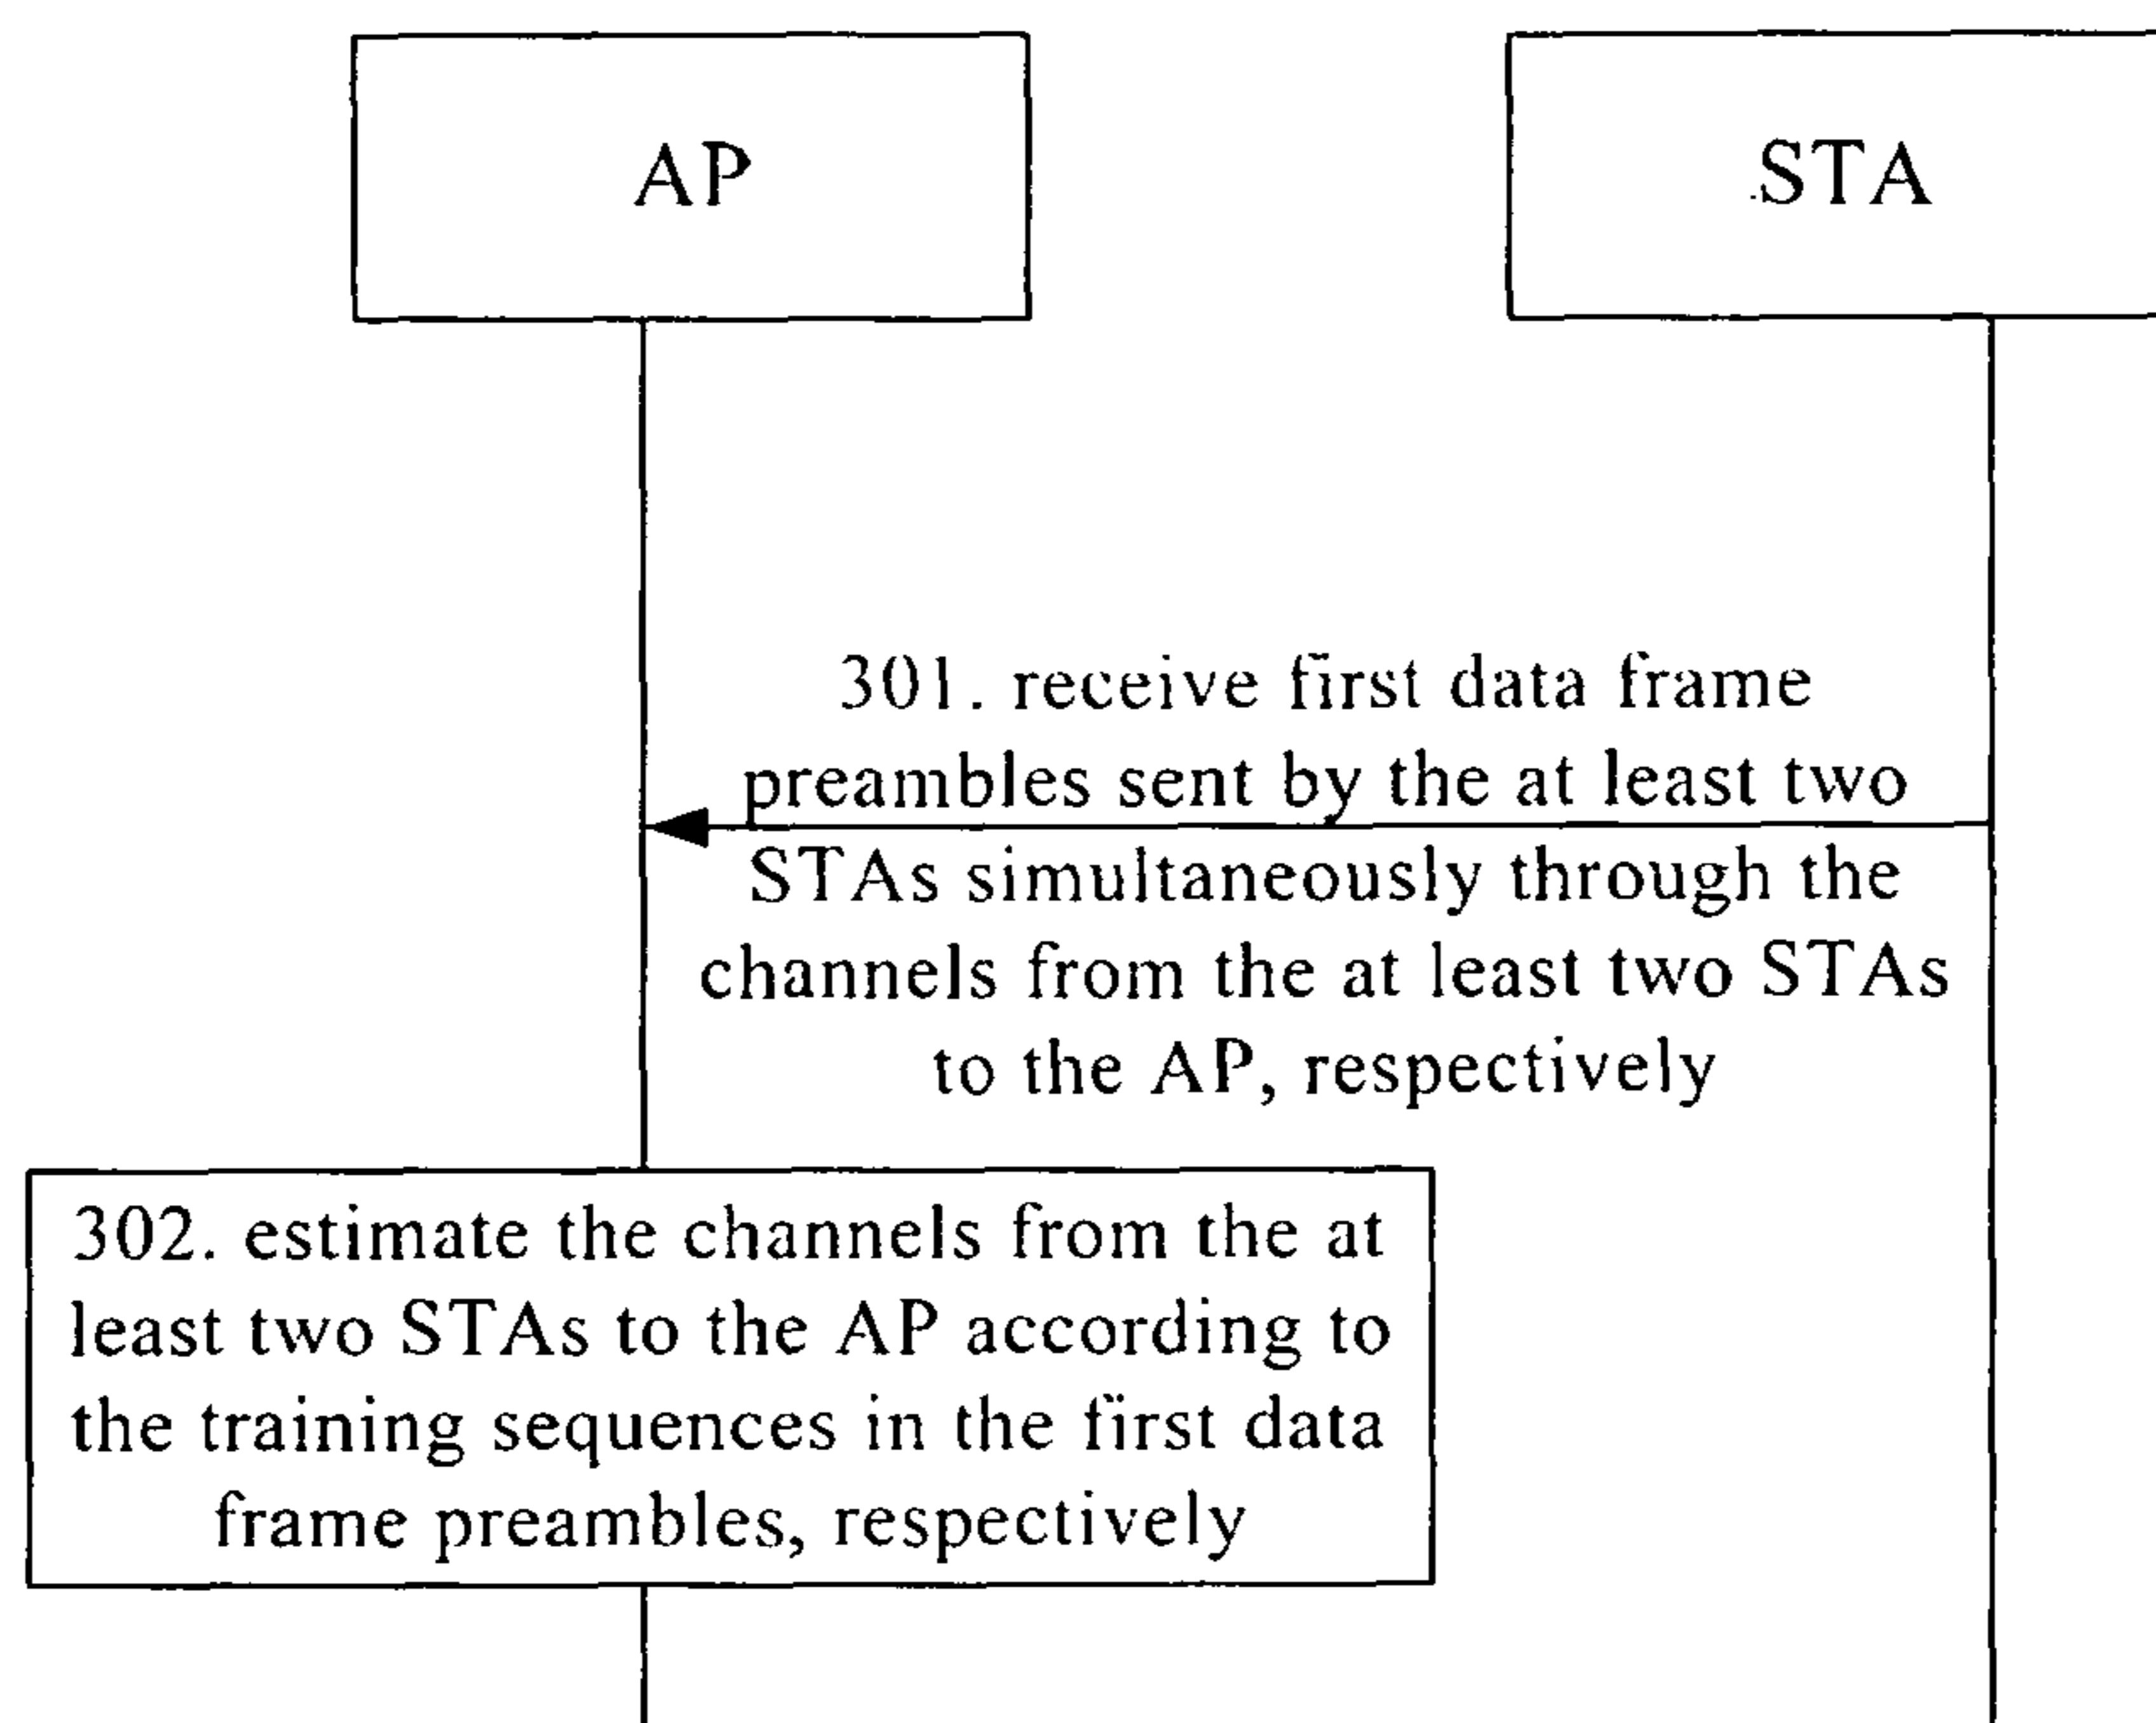 AP
STA
301. receive first data frame
preambles sent by the at least two
STAs simultaneously through the
channels from the at least two STAs
to the AP, respectively
302. estimate the channels from the at
least two STAs to the AP according to
the training sequences in the first data
frame preambles, respectively